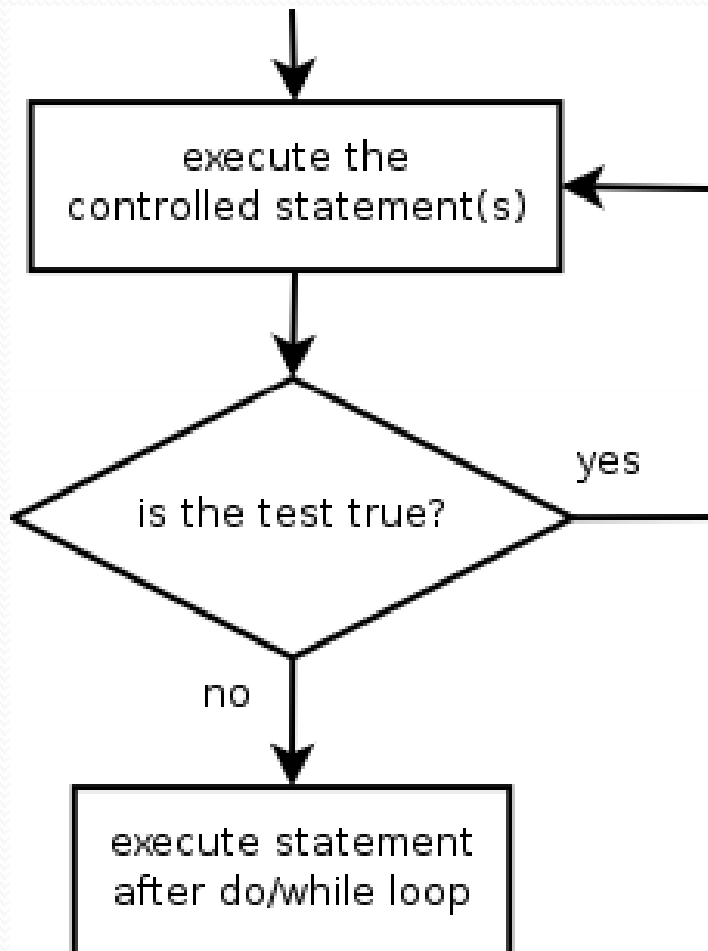 execute the
controlled statement(s)
yes
is the test true?
no
execute statement
after do/while loop